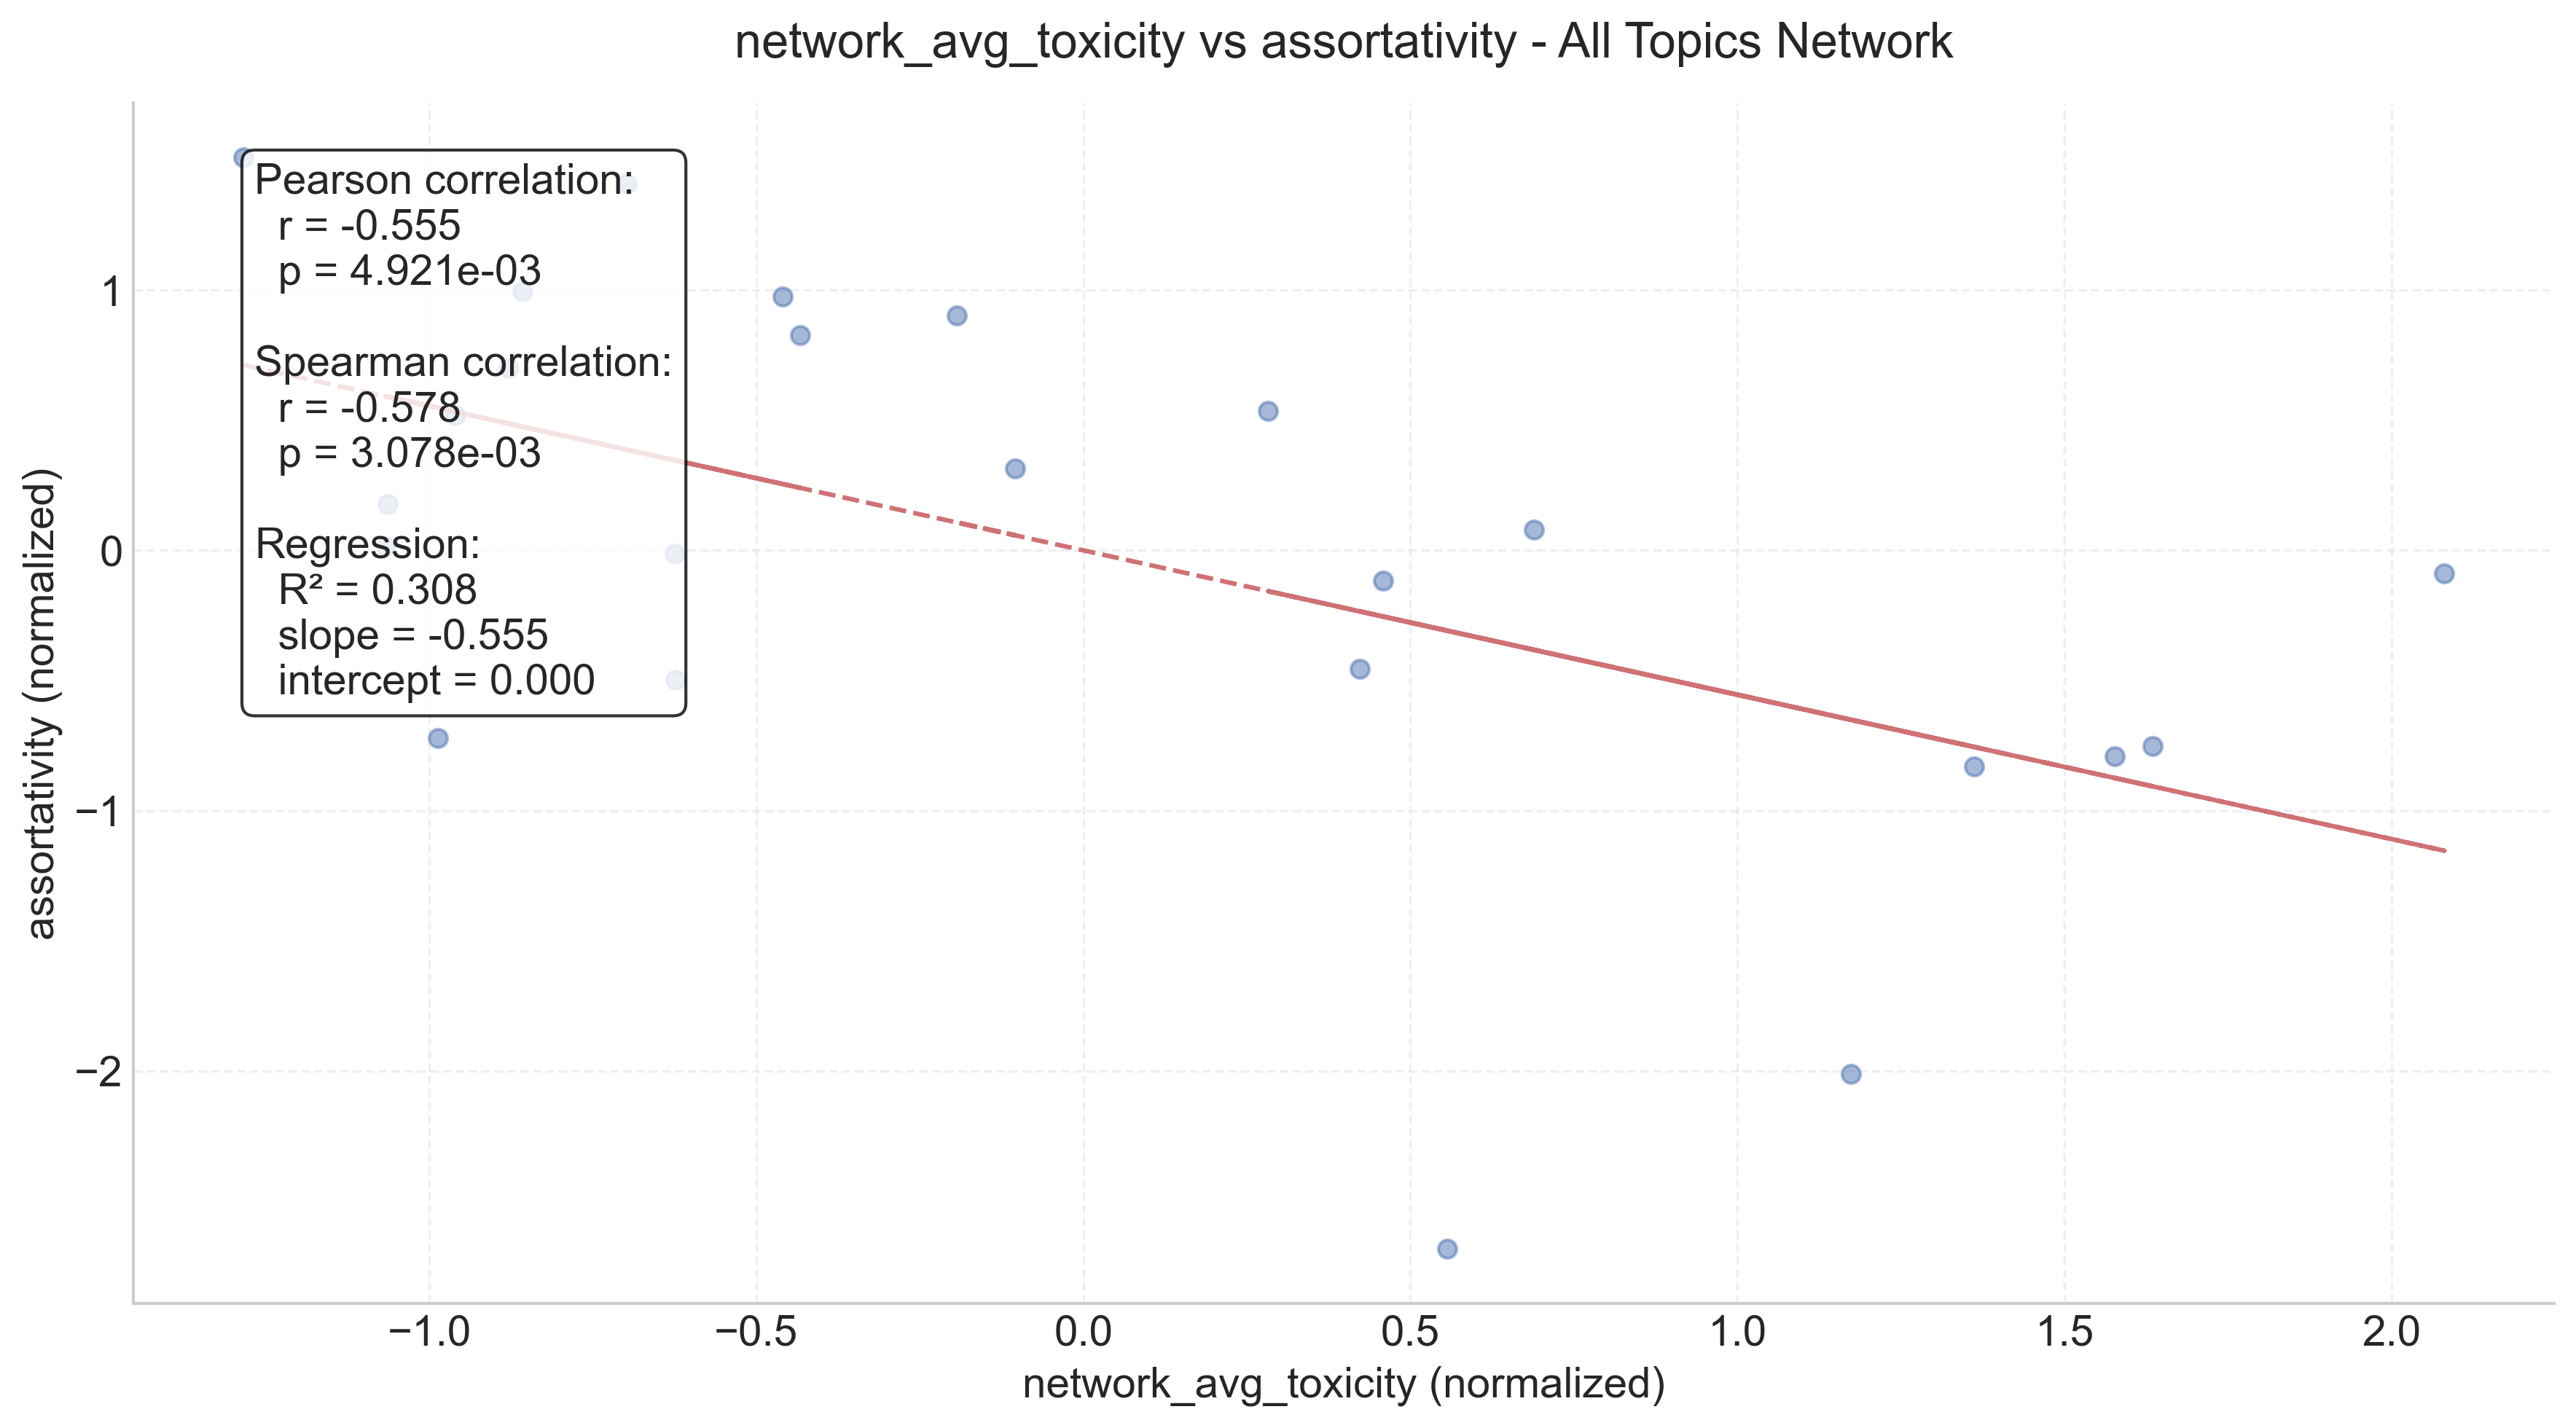 network_avg_toxicity vs assortativity - All Topics Network
Pearson correlation:
r = -0.555
p = 4.921e-03
Spearman correlation:
r = -0.578
p = 3.078e-03
Regression:
R² = 0.308
slope = -0.555
intercept = 0.000
assortativity (normalized)
1
0
−1
−2
−1.0 −0.5 0.0 0.5 1.0 1.5 2.0
network_avg_toxicity (normalized)